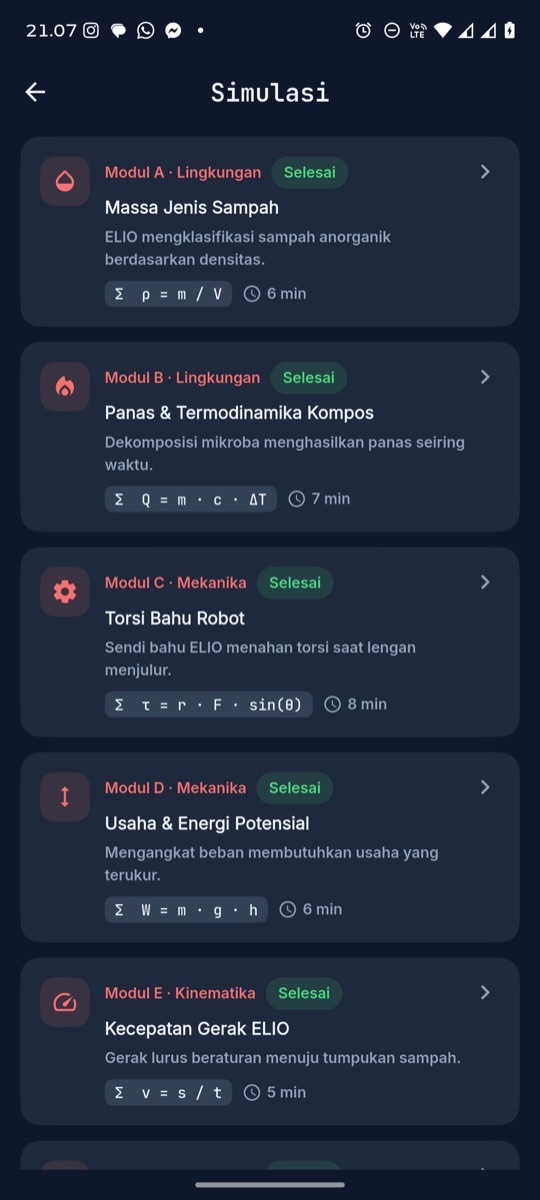 21.07
Vo) LTE
Simulasi
Modul A · Lingkungan Selesai
Massa Jenis Sampah
ELIO mengklasifikasi sampah anorganik
berdasarkan densitas.
Σ ρ = m / V 6 min
Modul B · Lingkungan Selesai
Panas & Termodinamika Kompos
Dekomposisi mikroba menghasilkan panas seiring
waktu.
Σ Q = m · c · ΔT 7 min
Modul C · Mekanika Selesai
Torsi Bahu Robot
Sendi bahu ELIO menahan torsi saat lengan
menjulur.
Σ τ = r · F · sin(θ) 8 min
Modul D · Mekanika Selesai
Usaha & Energi Potensial
Mengangkat beban membutuhkan usaha yang
terukur.
Σ W = m · g · h 6 min
Modul E · Kinematika Selesai
Kecepatan Gerak ELIO
Gerak lurus beraturan menuju tumpukan sampah.
Σ v = s / t 5 min